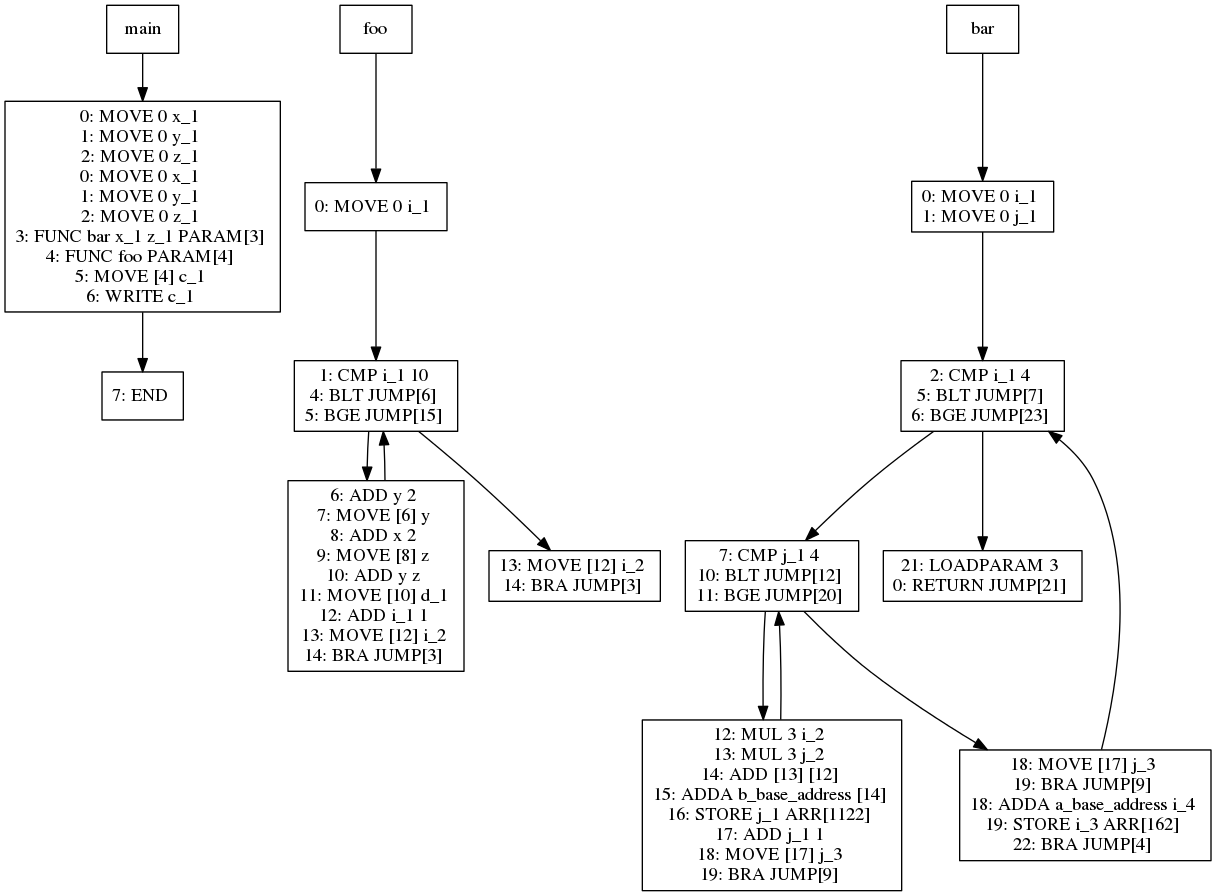 main
0: MOVE 0 x_1
1: MOVE 0 y_1
2: MOVE 0 z_1
0: MOVE 0 x_1
1: MOVE 0 y_1
2: MOVE 0 z_1
3: FUNC bar x_1 z_1 PARAM[3]
4: FUNC foo PARAM[4]
5: MOVE [4] c_1
6: WRITE c_1
7: END
foo
0: MOVE 0 i_1
1: CMP i_1 10
4: BLT JUMP[6]
5: BGE JUMP[15]
6: ADD y 2
7: MOVE [6] y
8: ADD x 2
9: MOVE [8] z
10: ADD y z
11: MOVE [10] d_1
12: ADD i_1 1
13: MOVE [12] i_2
14: BRA JUMP[3]
13: MOVE [12] i_2
14: BRA JUMP[3]
bar
0: MOVE 0 i_1
1: MOVE 0 j_1
2: CMP i_1 4
5: BLT JUMP[7]
6: BGE JUMP[23]
7: CMP j_1 4
10: BLT JUMP[12]
11: BGE JUMP[20]
21: LOADPARAM 3
0: RETURN JUMP[21]
12: MUL 3 i_2
13: MUL 3 j_2
14: ADD [13] [12]
15: ADDA b_base_address [14]
16: STORE j_1 ARR[1122]
17: ADD j_1 1
18: MOVE [17] j_3
19: BRA JUMP[9]
18: MOVE [17] j_3
19: BRA JUMP[9]
18: ADDA a_base_address i_4
19: STORE i_3 ARR[162]
22: BRA JUMP[4]